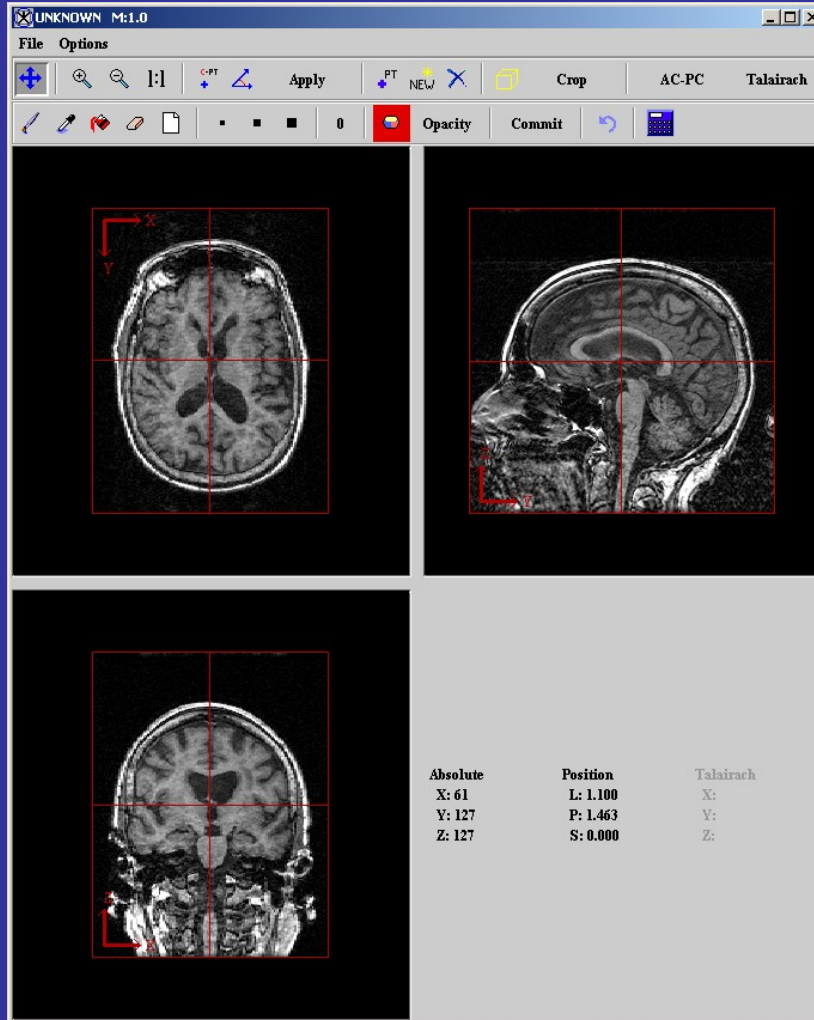 UNKNOWN M:1.0
File Options
1:1 C-PT Apply PT NEW Crop AC-PC Talairach
0 Opacity Commit
X
Y
Z
Y
Absolute Position Talairach
X: 61 L: 1.100 X:
Y: 127 P: 1.463 Y:
Z: 127 S: 0.000 Z:
Z
X